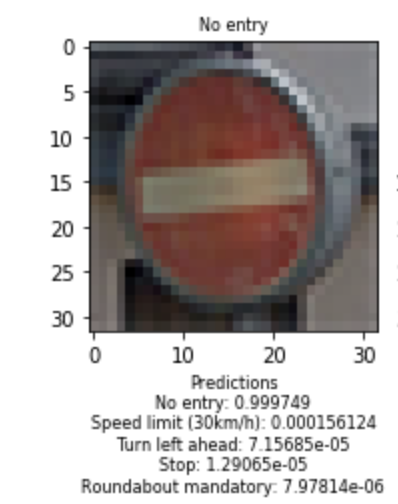 No entry
0
5
10
15
20
25
30
0 10 20 30
Predictions
No entry: 0.999749
Speed limit (30km/h): 0.000156124
Turn left ahead: 7.15685e-05
Stop: 1.29065e-05
Roundabout mandatory: 7.97814e-06